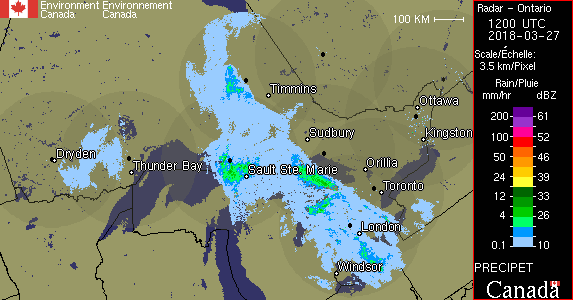 Environment Environnement
Canada Canada
100 KM
Timmins
Ottawa
Sudbury
Kingston
Dryden
Thunder Bay
Sault Ste. Marie
Orillia
Toronto
London
Windsor
Radar - Ontario
1200 UTC
2018-03-27
Scale/Échelle:
3.5 km/Pixel
Rain/Pluie
mm/hr dBZ
200 61
100 52
50 46
24 39
12 33
4 26
0.1 10
PRECIPET
Canada